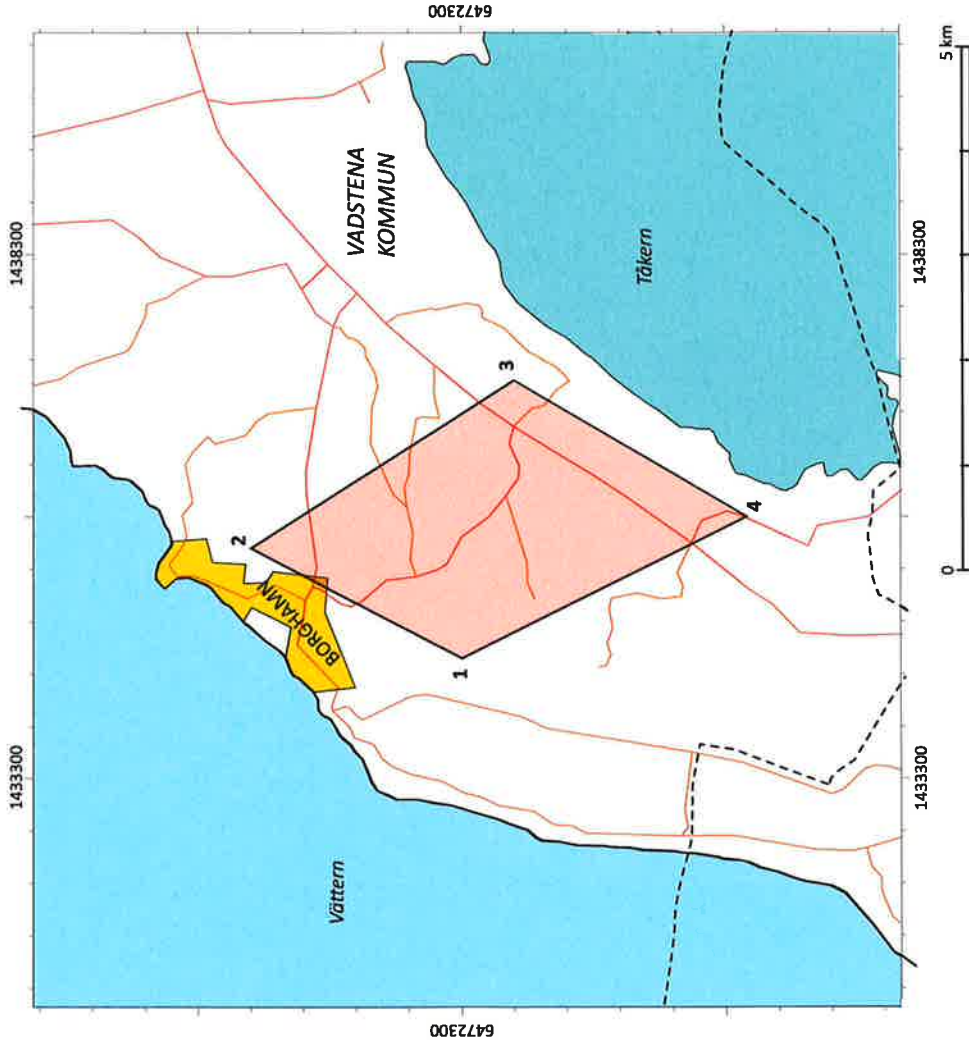 1433300 1438300
BORGHAMN
2
VADSTENA
KOMMUN
Vättern
6472300
1
6472300
3
Tåkern
4
1433300 1438300
0 5 km